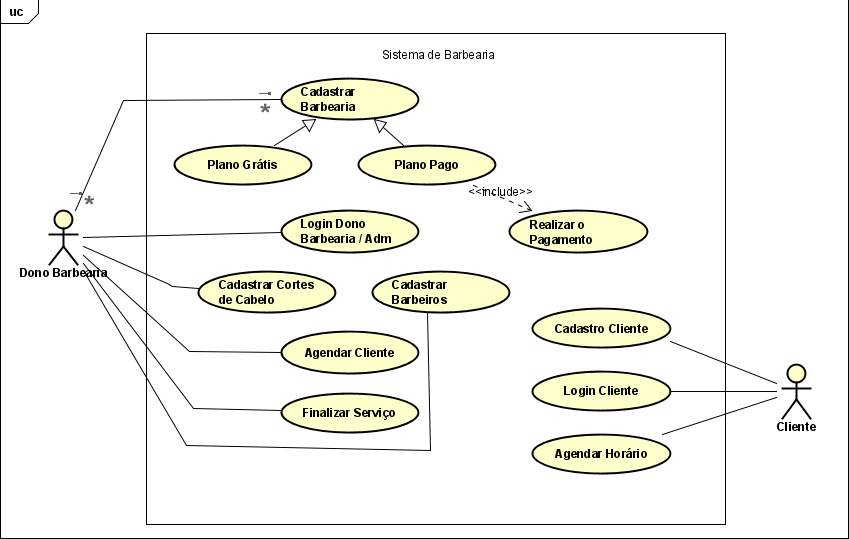 uc
Sistema de Barbearia
Cadastrar
Barbearia
*
Plano Grátis
Plano Pago
<<include>>
*
Realizar o
Pagamento
Login Dono
Barbearia / Adm
Dono Barbearia
Cadastrar Cortes
de Cabelo
Cadastrar
Barbeiros
Cadastro Cliente
Agendar Cliente
Login Cliente
Finalizar Serviço
Cliente
Agendar Horário